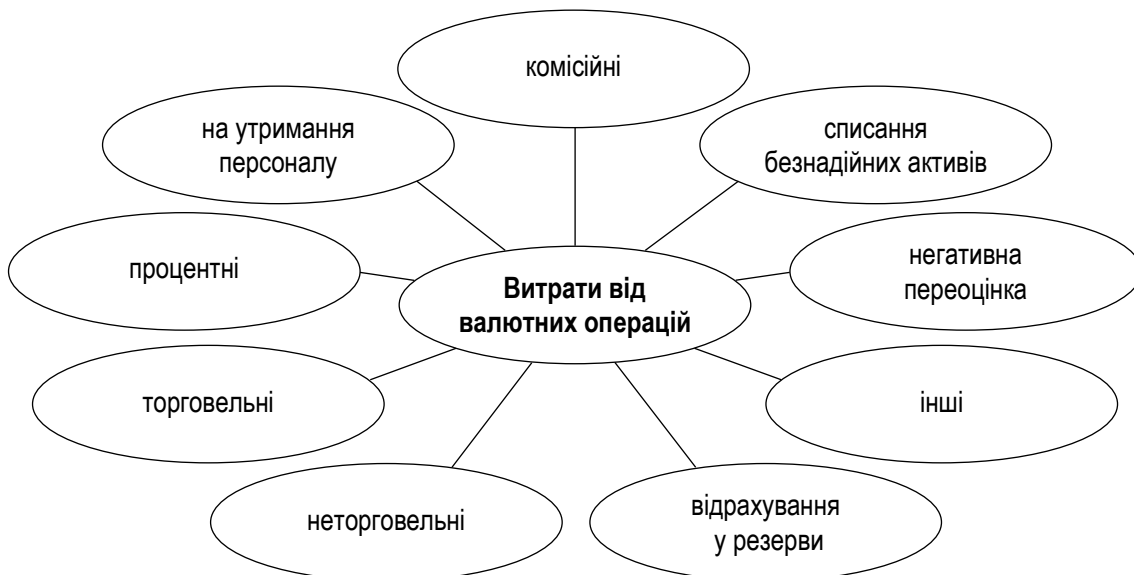 комісійні
на утримання
персоналу
списання
безнадійних активів
процентні
негативна
переоцінка
Витрати від
валютних операцій
торговельні
інші
неторговельні
відрахування
у резерви